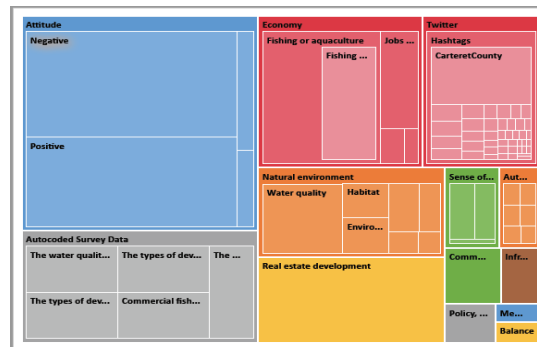 Attitude
Negative
Positive
Autocoded Survey Data
The water qualit...
The types of dev...
The ...
The types of dev...
Commercial fish...
Economy
Fishing or aquaculture
Fishing ...
Jobs ...
Twitter
Hashtags
CarteretCounty
Natural environment
Water quality
Habitat
Enviro...
Real estate development
Sense of...
Aut...
Comm...
Infr...
Policy, ...
Me...
Balance